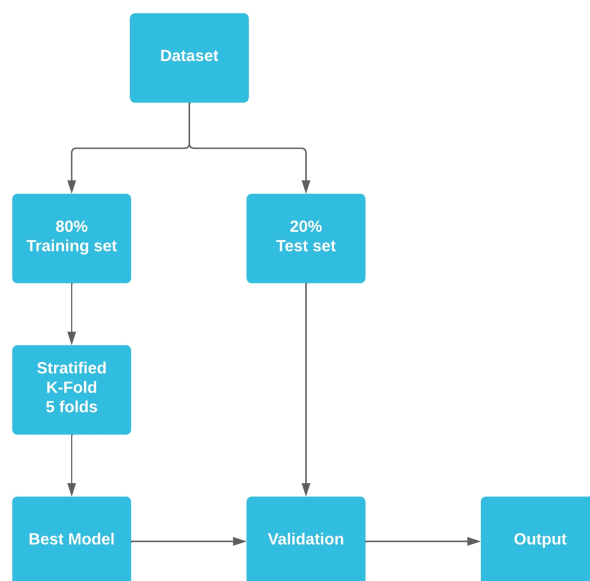 Dataset
80%
Training set
20%
Test set
Stratified
K-Fold
5 folds
Best Model
Validation
Output